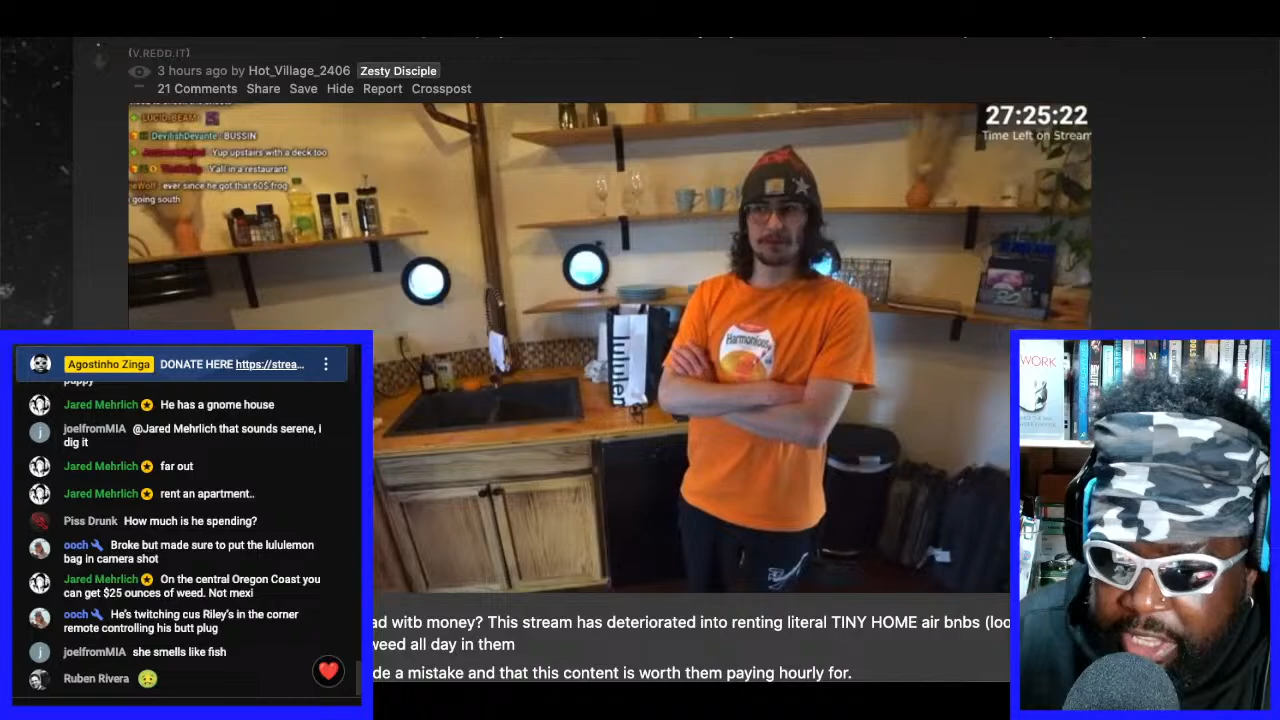 (V.REDD.IT)
3 hours ago by Hot_Village_2406 Zesty Disciple
21 Comments Share Save Hide Report Crosspost
27:25:22
Time Left on Stream
LUCID_BEAM
DevilishDevante: BUSSIN
Yup upstairs with a deck too
Y'all in a restaurant
ever since he got that 60$ frog
going south
Harmonious
lululem
WORK
Agostinho Zinga DONATE HERE https://strea...
puppy
Jared Mehrlich He has a gnome house
joelfromMIA @Jared Mehrlich that sounds serene, i
dig it
Jared Mehrlich far out
Jared Mehrlich rent an apartment..
Piss Drunk How much is he spending?
ooch Broke but made sure to put the lululemon
bag in camera shot
Jared Mehrlich On the central Oregon Coast you
can get $25 ounces of weed. Not mexi
ooch He's twitching cus Riley's in the corner
remote controlling his butt plug
joelfromMIA she smells like fish
Ruben Rivera
ad witb money? This stream has deteriorated into renting literal TINY HOME air bnbs (loo
weed all day in them
de a mistake and that this content is worth them paying hourly for.